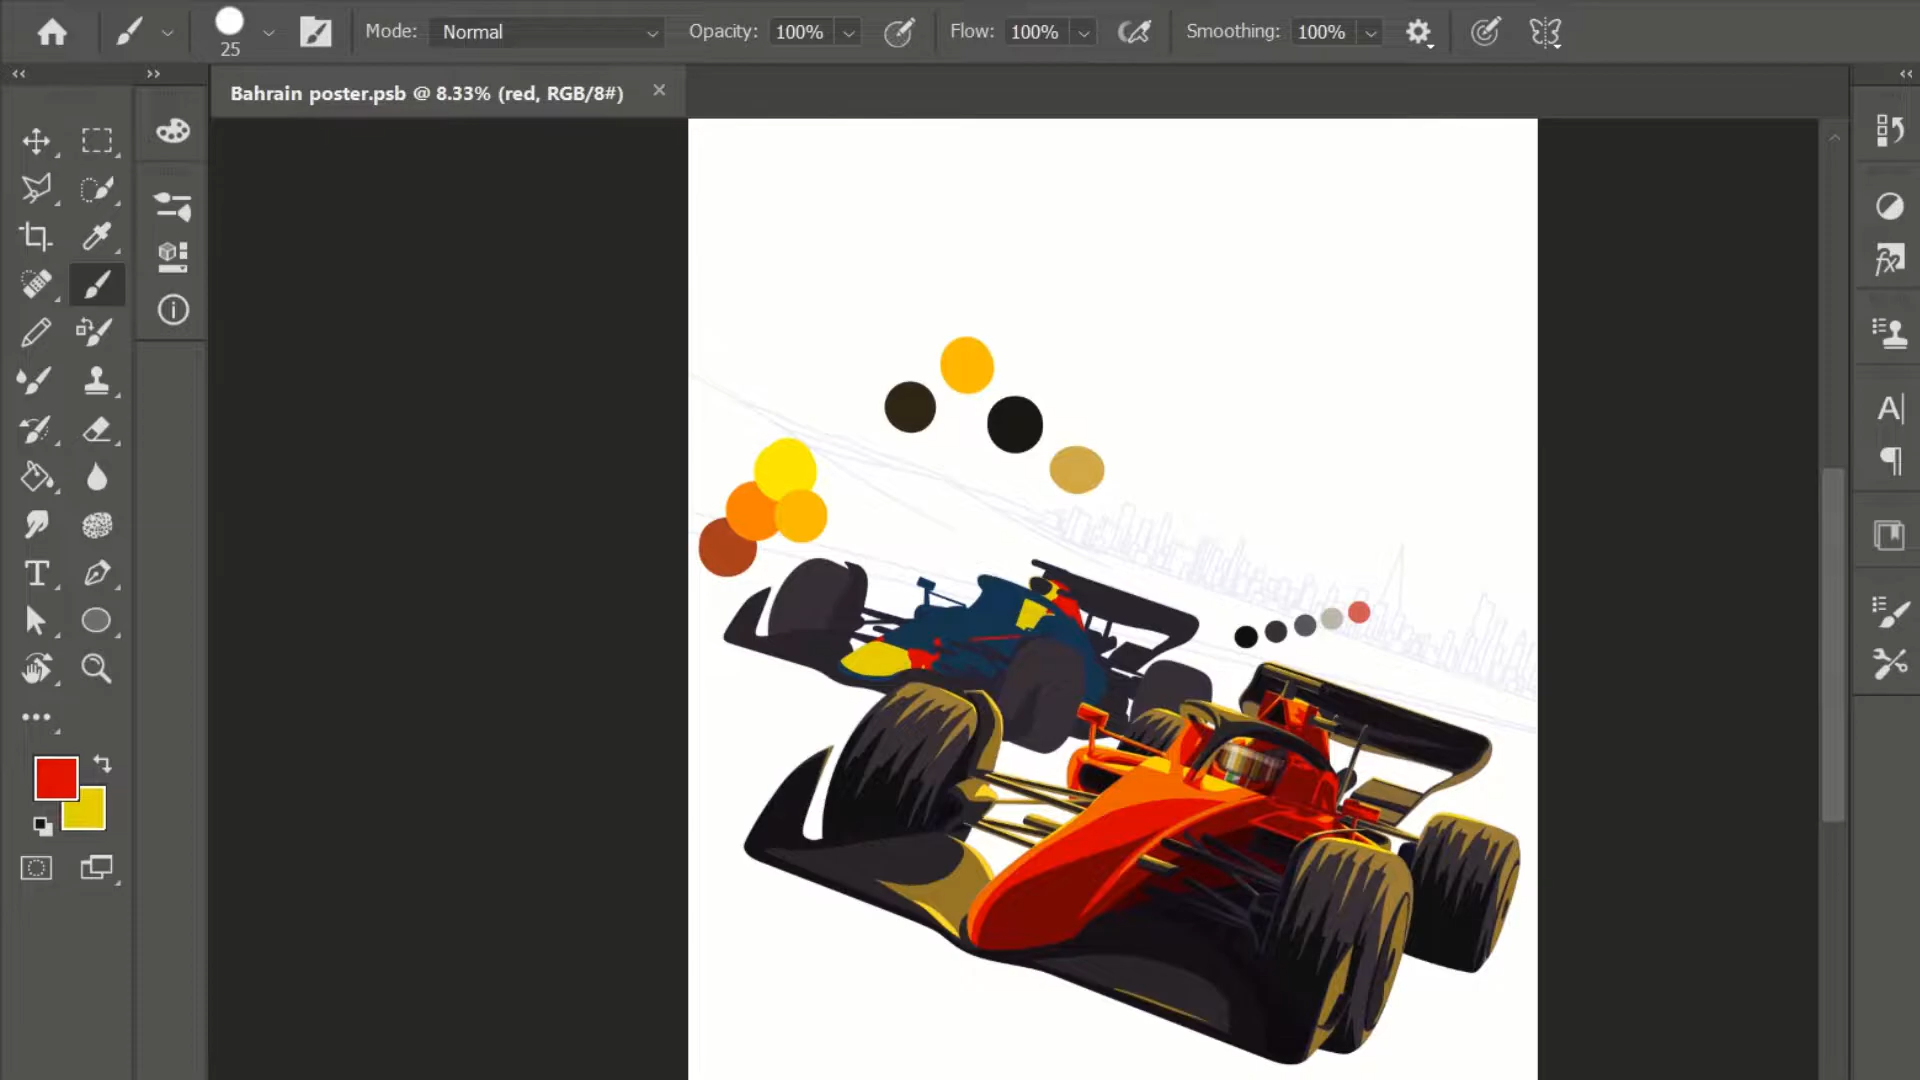 Mode: Normal Opacity: 100% Flow: 100% Smoothing: 100%
25
Bahrain poster.psb @ 8.33% (red, RGB/8#)